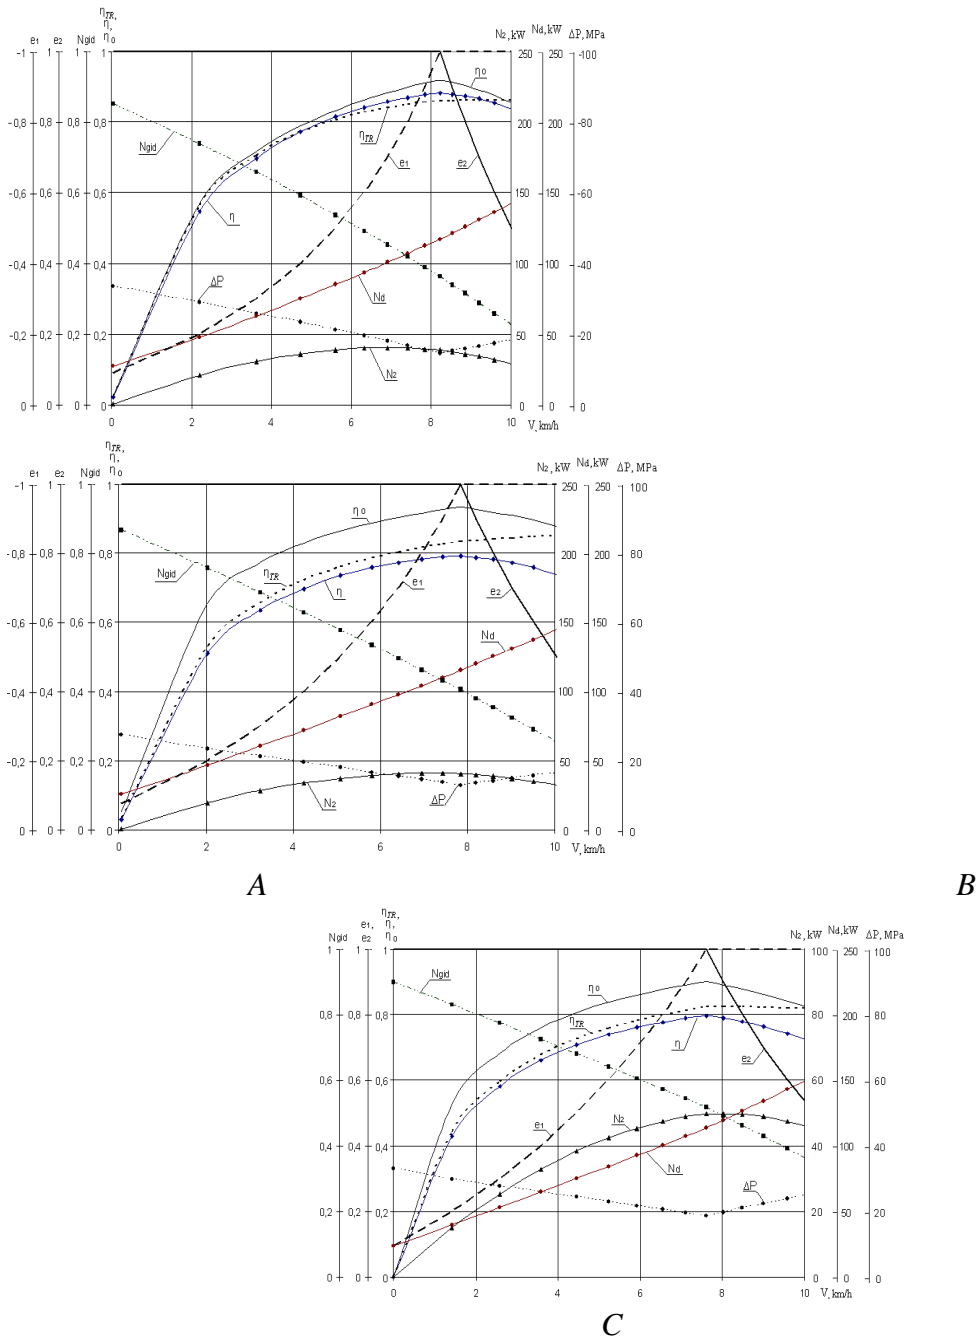 ηTR,
η,
e1 e2 Ngid η0 N2,kW Nd,kW ΔP,MPa
-1 1 1 1 250 250 -100
η0
-0,8 0,8 0,8 0,8 200 200 -80
Ngid ηTR e1 e2
-0,6 0,6 0,6 0,6 150 150 -60
η
-0,4 0,4 0,4 0,4 100 100 -40
ΔP Nd
-0,2 0,2 0,2 0,2 50 50 -20
N2
0 0 0 0 0 0 0
0 2 4 6 8 10
V,km/h
ηTR,
η,
e1 e2 Ngid η0 N2,kW Nd,kW ΔP,MPa
-1 1 1 1 250 250 100
η0
-0,8 0,8 0,8 0,8 200 200 80
Ngid ηTR η e1 e2
-0,6 0,6 0,6 0,6 150 150 60
Nd
-0,4 0,4 0,4 0,4 100 100 40
-0,2 0,2 0,2 0,2 50 50 20
N2 ΔP
0 0 0 0 0 0 0
0 2 4 6 8 10
V,km/h
A B
ηTR,
e1, η,
Ngid e2 η0 N2,kW Nd,kW ΔP,MPa
1 1 1 100 250 100
Ngid η0
0,8 0,8 0,8 80 200 80
ηTR η e2
0,6 0,6 0,6 60 150 60
e1 N2
0,4 0,4 0,4 40 100 40
Nd ΔP
0,2 0,2 0,2 20 50 20
0 0 0 0 0 0
0 2 4 6 8 10
V,km/h
C